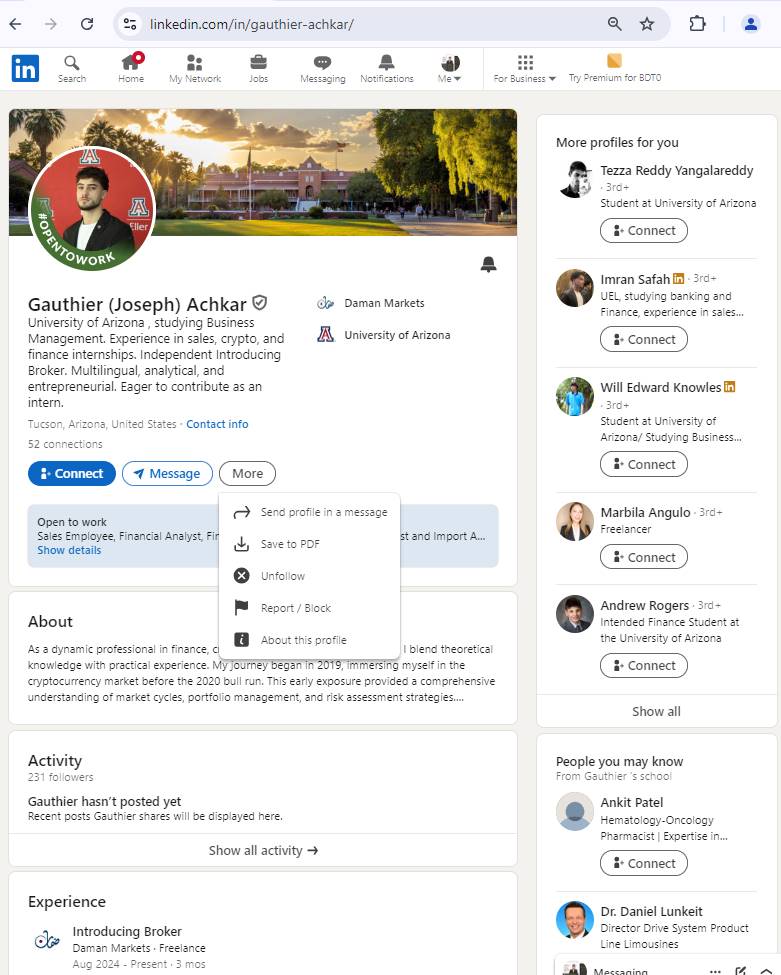 linkedin.com/in/gauthier-achkar/
in
Search
Home
My Network
Jobs
Messaging
Notifications
Me
For Business
Try Premium for BDT0
#OPENTOWORK
Eller
Gauthier (Joseph) Achkar
University of Arizona , studying Business
Management. Experience in sales, crypto, and
finance internships. Independent Introducing
Broker. Multilingual, analytical, and
entrepreneurial. Eager to contribute as an
intern.
Tucson, Arizona, United States · Contact info
52 connections
Daman Markets
University of Arizona
Connect
Message
More
Send profile in a message
Save to PDF
Unfollow
Report / Block
About this profile
Open to work
Sales Employee, Financial Analyst, Fin
st and Import A...
Show details
About
As a dynamic professional in finance, c
I blend theoretical
knowledge with practical experience. My journey began in 2019, immersing myself in the
cryptocurrency market before the 2020 bull run. This early exposure provided a comprehensive
understanding of market cycles, portfolio management, and risk assessment strategies....
Activity
231 followers
Gauthier hasn't posted yet
Recent posts Gauthier shares will be displayed here.
Show all activity →
Experience
Introducing Broker
Daman Markets · Freelance
Aug 2024 - Present · 3 mos
More profiles for you
Tezza Reddy Yangalareddy
· 3rd+
Student at University of Arizona
Connect
Imran Safah in · 3rd+
UEL, studying banking and
Finance, experience in sales...
Connect
Will Edward Knowles in
· 3rd+
Student at University of
Arizona/ Studying Business...
Connect
Marbila Angulo · 3rd+
Freelancer
Connect
Andrew Rogers · 3rd+
Intended Finance Student at
the University of Arizona
Connect
Show all
People you may know
From Gauthier 's school
Ankit Patel
Hematology-Oncology
Pharmacist | Expertise in...
Connect
Dr. Daniel Lunkeit
Director Drive System Product
Line Limousines
Messaging